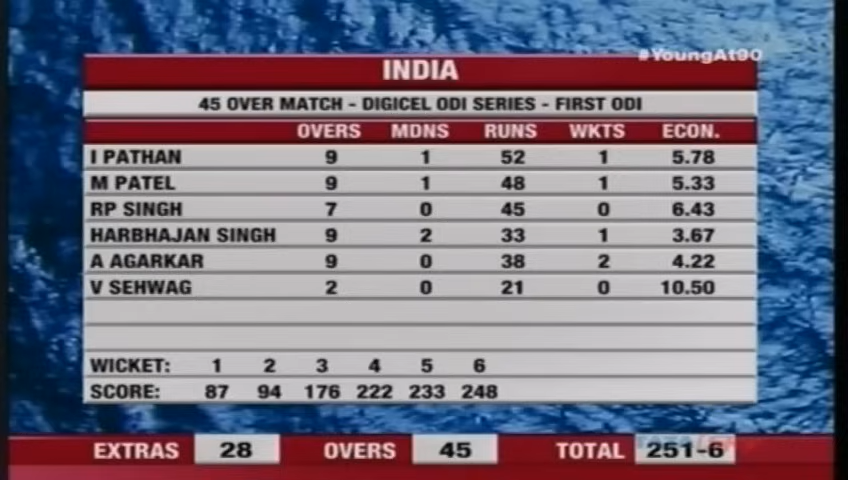 #YoungAt90
INDIA
45 OVER MATCH - DIGICEL ODI SERIES - FIRST ODI
OVERS MDNS RUNS WKTS ECON.
I PATHAN 9 1 52 1 5.78
M PATEL 9 1 48 1 5.33
RP SINGH 7 0 45 0 6.43
HARBHAJAN SINGH 9 2 33 1 3.67
A AGARKAR 9 0 38 2 4.22
V SEHWAG 2 0 21 0 10.50
WICKET: 1 2 3 4 5 6
SCORE: 87 94 176 222 233 248
EXTRAS 28 OVERS 45 TOTAL 251-6